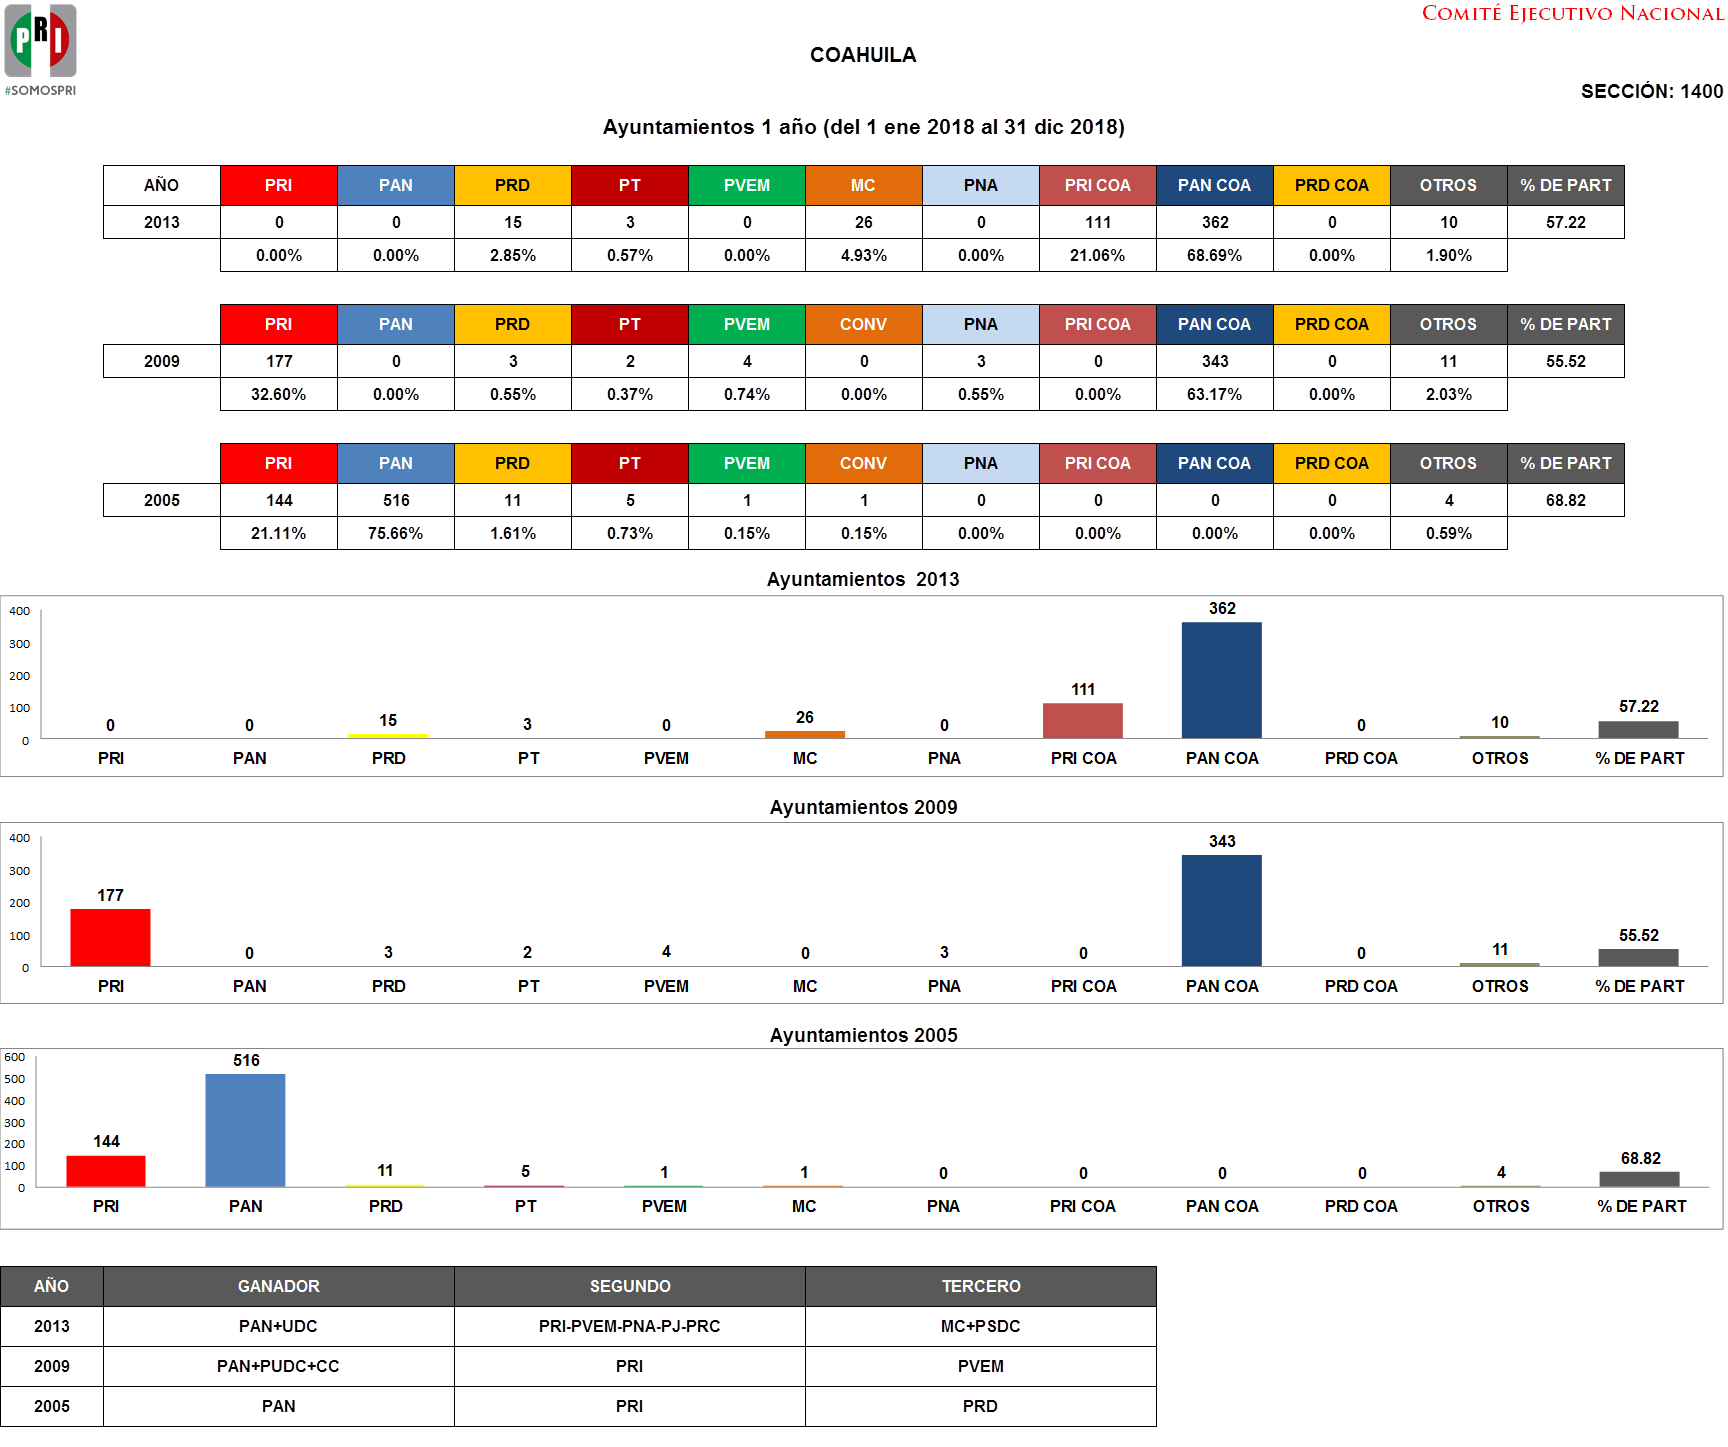 COMITÉ EJECUTIVO NACIONAL
PRI
#SOMOSPRI
COAHUILA
SECCIÓN: 1400
Ayuntamientos 1 año (del 1 ene 2018 al 31 dic 2018)
AÑO PRI PAN PRD PT PVEM MC PNA PRI COA PAN COA PRD COA OTROS % DE PART
2013 0 0 15 3 0 26 0 111 362 0 10 57.22
0.00% 0.00% 2.85% 0.57% 0.00% 4.93% 0.00% 21.06% 68.69% 0.00% 1.90%
PRI PAN PRD PT PVEM CONV PNA PRI COA PAN COA PRD COA OTROS % DE PART
2009 177 0 3 2 4 0 3 0 343 0 11 55.52
32.60% 0.00% 0.55% 0.37% 0.74% 0.00% 0.55% 0.00% 63.17% 0.00% 2.03%
PRI PAN PRD PT PVEM CONV PNA PRI COA PAN COA PRD COA OTROS % DE PART
2005 144 516 11 5 1 1 0 0 0 0 4 68.82
21.11% 75.66% 1.61% 0.73% 0.15% 0.15% 0.00% 0.00% 0.00% 0.00% 0.59%
Ayuntamientos 2013
400
300
200
100
0
0 0 15 3 0 26 0 111 362 0 10 57.22
PRI PAN PRD PT PVEM MC PNA PRI COA PAN COA PRD COA OTROS % DE PART
Ayuntamientos 2009
400
300
200
100
0
177 0 3 2 4 0 3 0 343 0 11 55.52
PRI PAN PRD PT PVEM MC PNA PRI COA PAN COA PRD COA OTROS % DE PART
Ayuntamientos 2005
600
500
400
300
200
100
0
144 516 11 5 1 1 0 0 0 0 4 68.82
PRI PAN PRD PT PVEM MC PNA PRI COA PAN COA PRD COA OTROS % DE PART
AÑO GANADOR SEGUNDO TERCERO
2013 PAN+UDC PRI-PVEM-PNA-PJ-PRC MC+PSDC
2009 PAN+PUDC+CC PRI PVEM
2005 PAN PRI PRD